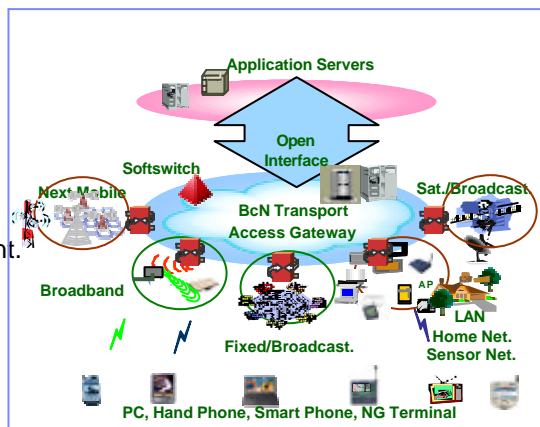 Application Servers
Open
Interface
Softswitch
Next Mobile
Sat./Broadcast
BcN Transport
Access Gateway
nt.
Broadband
AP
LAN
Fixed/Broadcast.
Home Net.
Sensor Net.
PC, Hand Phone, Smart Phone, NG Terminal